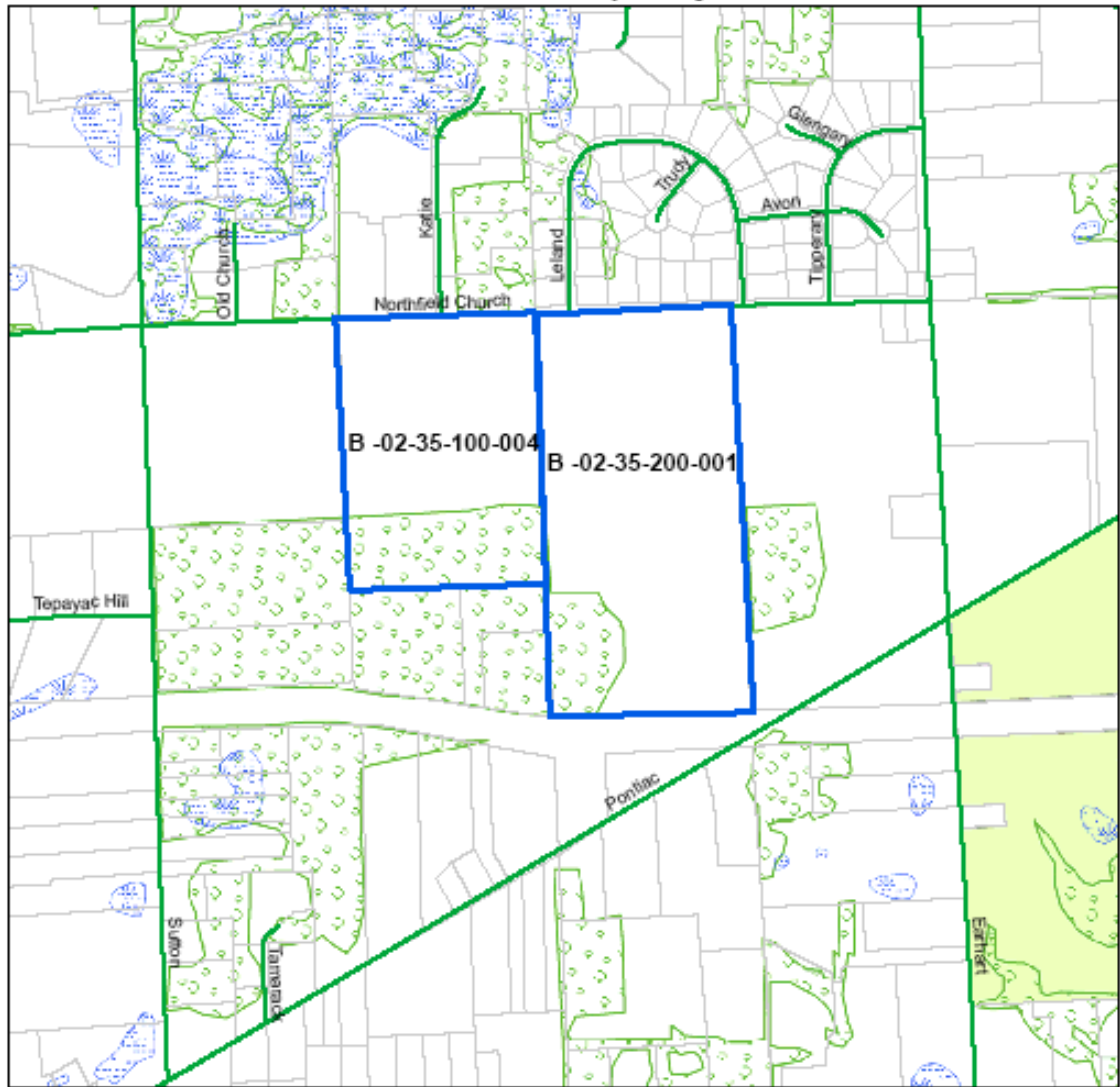 Glengary
Trudy
Avon
Katie
Tipperary
Leland
Old Church
Northfield Church
B -02-35-100-004
B -02-35-200-001
Tepayac Hill
Pontiac
Sutton
Tamarack
Earhart